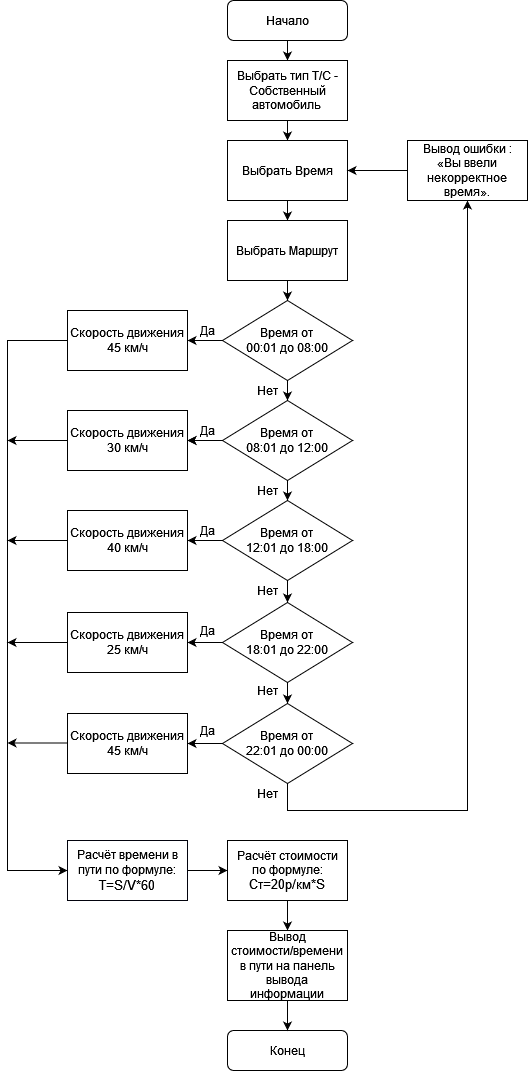 Начало
Выбрать тип Т/С -
Собственный
автомобиль
Выбрать Время
Вывод ошибки :
«Вы ввели
некорректное
время».
Выбрать Маршрут
Скорость движения
45 км/ч
Да
Время от
00:01 до 08:00
Нет
Скорость движения
30 км/ч
Да
Время от
08:01 до 12:00
Нет
Скорость движения
40 км/ч
Да
Время от
12:01 до 18:00
Нет
Скорость движения
25 км/ч
Да
Время от
18:01 до 22:00
Нет
Скорость движения
45 км/ч
Да
Время от
22:01 до 00:00
Нет
Расчёт времени в
пути по формуле:
T=S/V*60
Расчёт стоимости
по формуле:
Ст=20р/км*S
Вывод
стоимости/времени
в пути на панель
вывода
информации
Конец